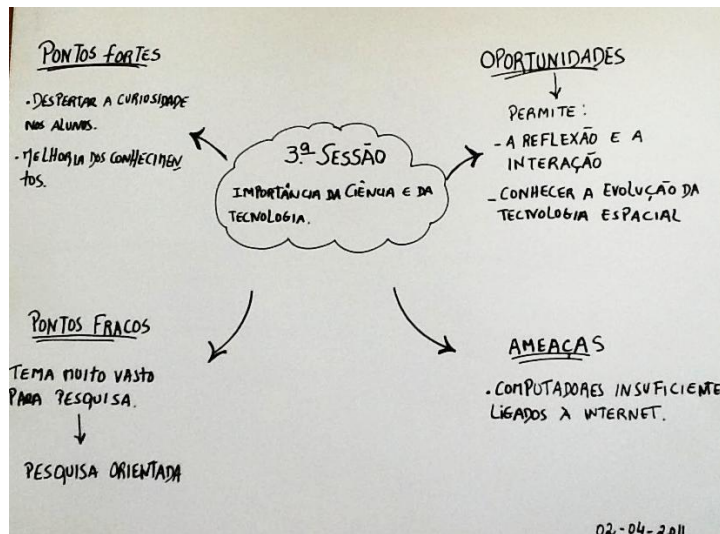 PONTOS FORTES
. DESPERTAR A CURIOSIDADE
NOS ALUNOS.
. MELHORIA DOS CONHECIMEN
TOS.
OPORTUNIDADES
PERMITE:
- A REFLEXÃO E A
INTERAÇÃO
- CONHECER A EVOLUÇÃO DA
TECNOLOGIA ESPACIAL
3.ª SESSÃO
IMPORTÂNCIA DA CIÊNCIA E DA
TECNOLOGIA.
PONTOS FRACOS
TEMA MUITO VASTO
PARA PESQUISA.
PESQUISA ORIENTADA
AMEAÇAS
. COMPUTADORES INSUFICIENTE
LIGADOS À INTERNET.
02-04-2011